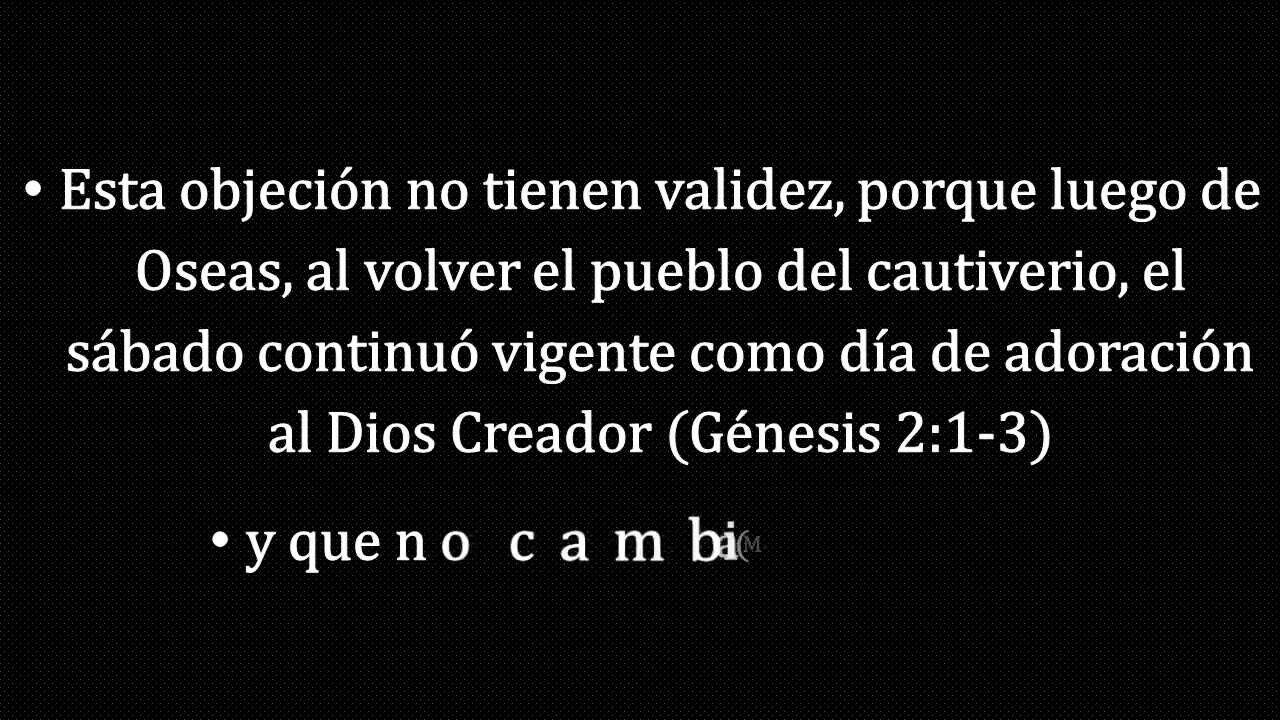 • Esta objeción no tienen validez, porque luego de
Oseas, al volver el pueblo del cautiverio, el
sábado continuó vigente como día de adoración
al Dios Creador (Génesis 2:1-3)
• y que no